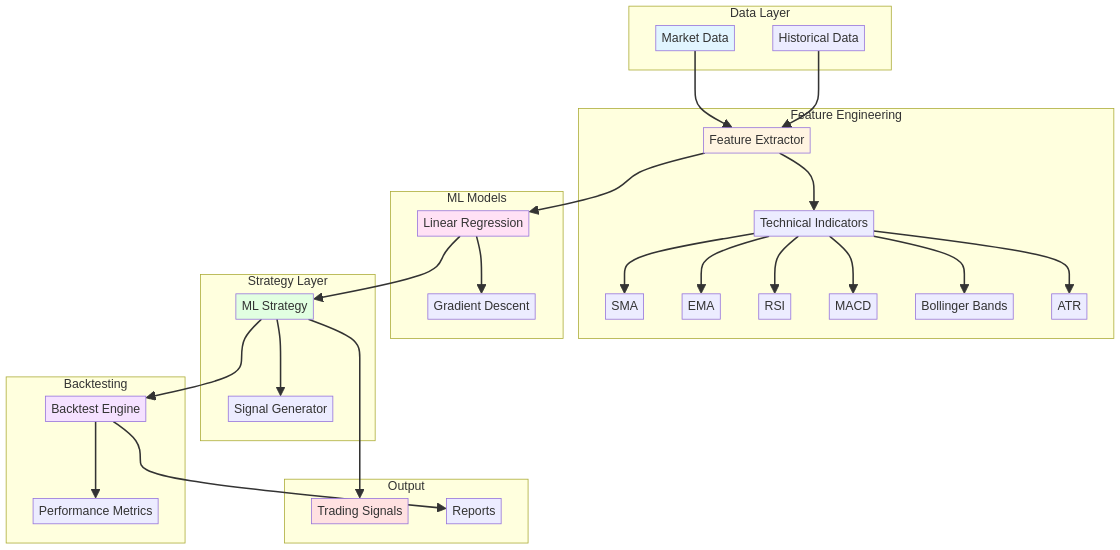 Data Layer
Market Data
Historical Data
Feature Engineering
Feature Extractor
ML Models
Linear Regression
Technical Indicators
Strategy Layer
ML Strategy
Gradient Descent
SMA
EMA
RSI
MACD
Bollinger Bands
ATR
Backtesting
Backtest Engine
Signal Generator
Output
Performance Metrics
Trading Signals
Reports